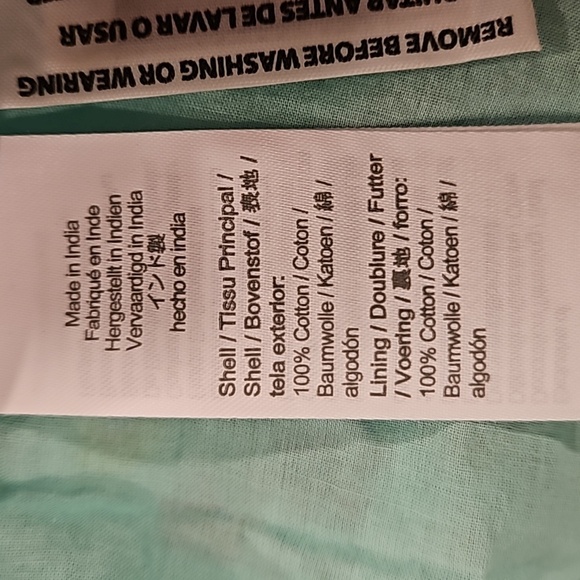 Made in India
Fabriqué en Inde
Hergestellt in Indien
Vervaardigd in India
インド製
hecho en india
Shell / Tissu Principal /
Shell / Bovenstof / 表地 /
tela exterior:
100% Cotton / Coton /
Baumwolle / Katoen / 綿 /
algodón
Lining / Doublure / Futter
/ Voering / 裏地 / forro:
100% Cotton / Coton /
Baumwolle / Katoen / 綿 /
algodón
ANTES DE LAVAR O USAR
REMOVE BEFORE WASHING OR WEARING